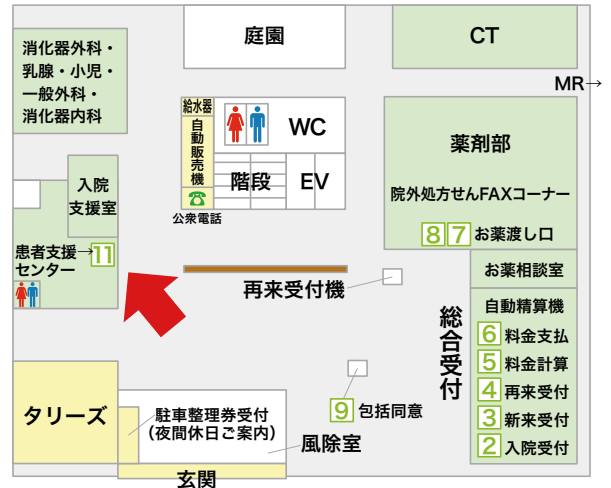 庭園
CT
消化器外科・
乳腺・小児・
一般外科・
消化器内科
MR→
給水器
自動販売機
WC
階段
EV
公衆電話
薬剤部
院外処方せんFAXコーナー
8 7 お薬渡し口
入院
支援室
患者支援→11
センター
お薬相談室
再来受付機
総合受付
自動精算機
6 料金支払
5 料金計算
4 再来受付
3 新来受付
2 入院受付
9 包括同意
タリーズ
駐車整理券受付
(夜間休日ご案内)
風除室
玄関